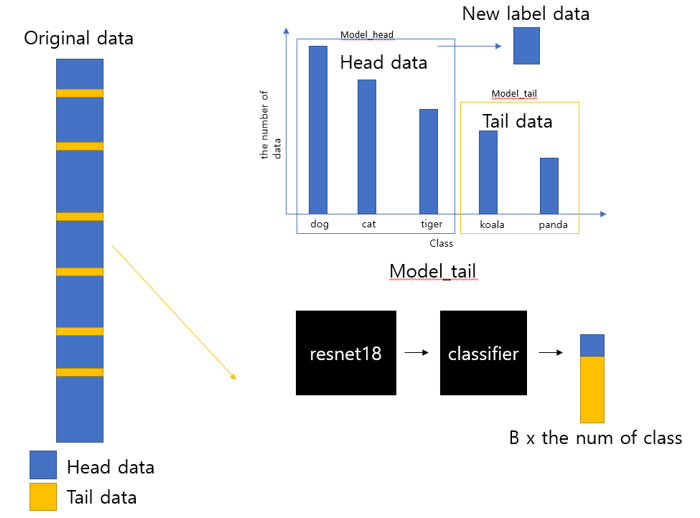 Original data
New label data
Model_head
Head data
the number of
data
Model_tail
Tail data
dog
cat
tiger
koala
panda
Class
Model_tail
resnet18
classifier
B x the num of class
Head data
Tail data